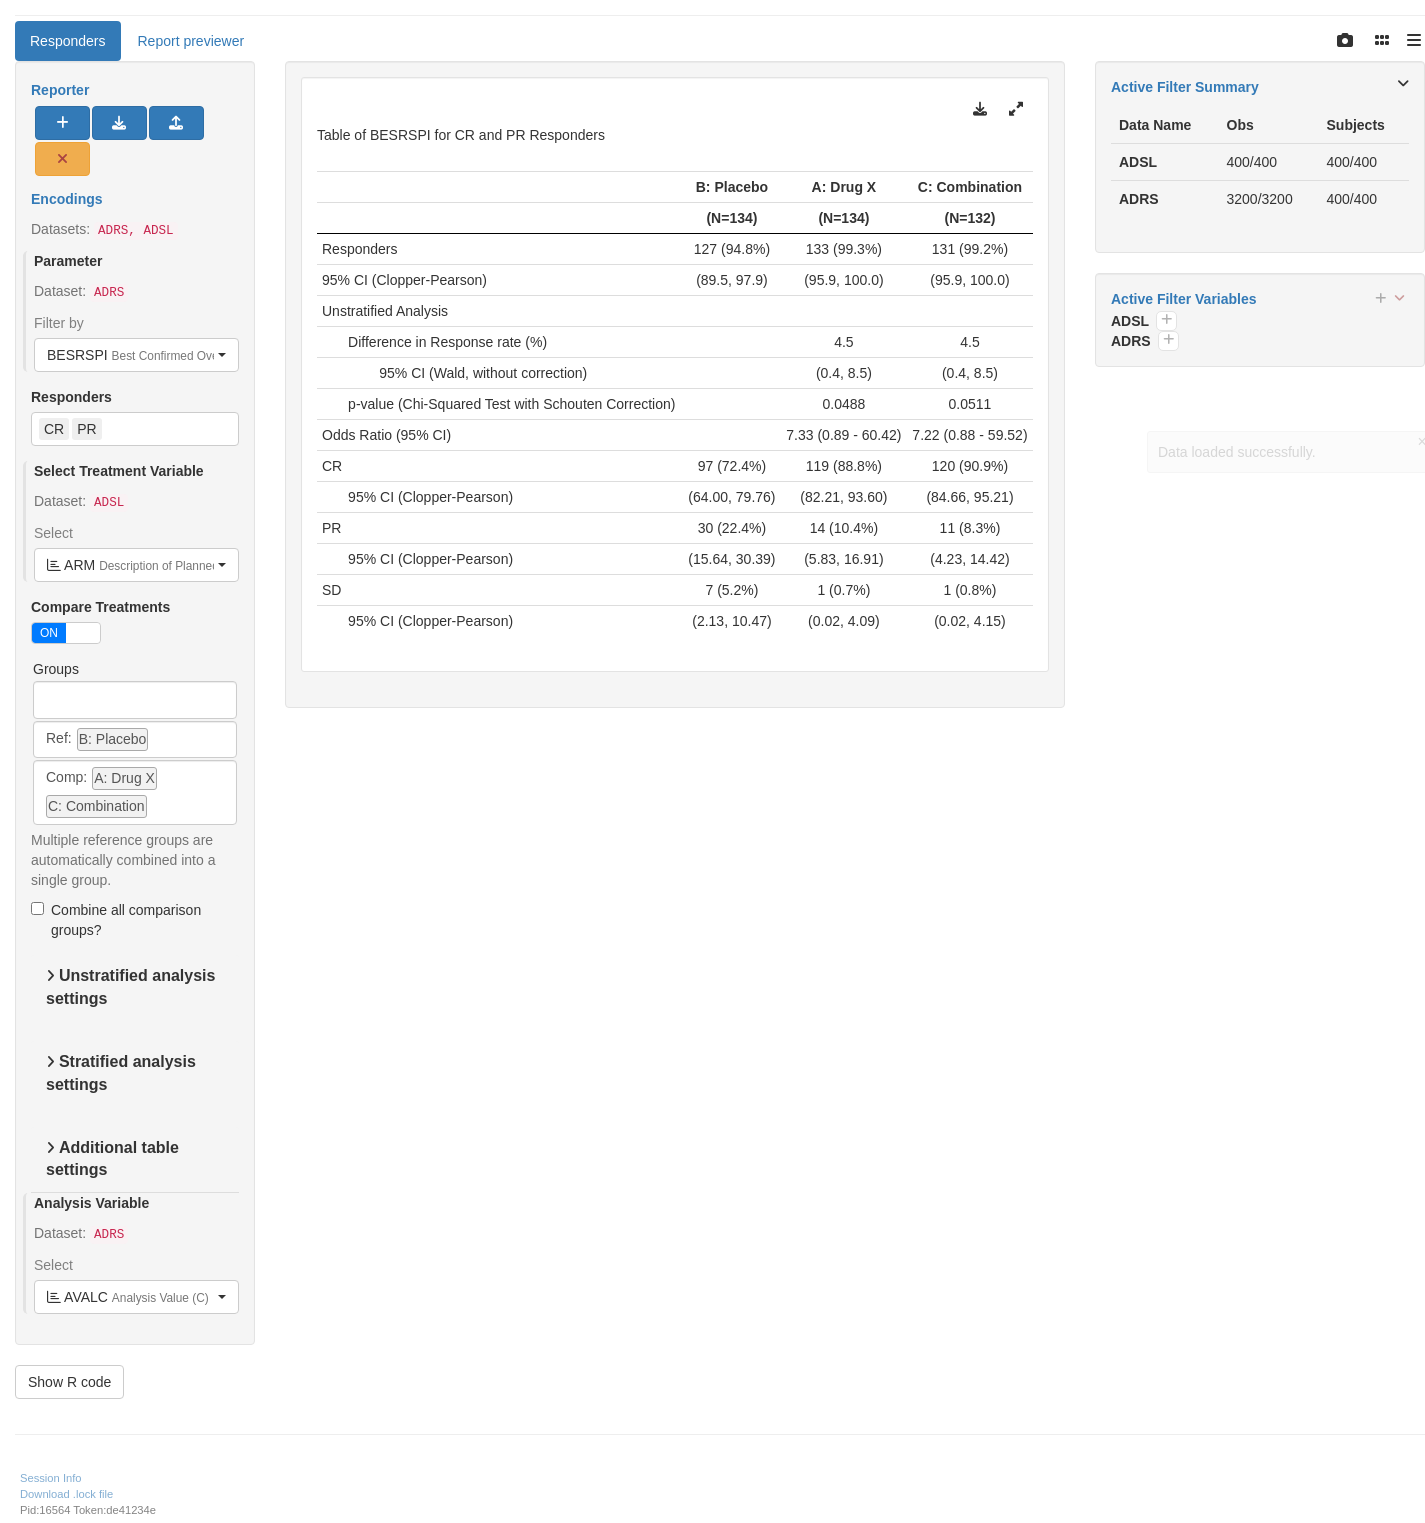 Responders
Report previewer
Reporter
Encodings
Datasets: ADRS, ADSL
Parameter
Dataset: ADRS
Filter by
BESRSPI Best Confirmed Ove
Responders
CR PR
Select Treatment Variable
Dataset: ADSL
Select
ARM Description of Planned
Compare Treatments
ON
Groups
Ref: B: Placebo
Comp: A: Drug X
C: Combination
Multiple reference groups are
automatically combined into a
single group.
Combine all comparison
groups?
Unstratified analysis
settings
Stratified analysis
settings
Additional table
settings
Analysis Variable
Dataset: ADRS
Select
AVALC Analysis Value (C)
Show R code
Table of BESRSPI for CR and PR Responders
B: Placebo A: Drug X C: Combination
(N=134) (N=134) (N=132)
Responders 127 (94.8%) 133 (99.3%) 131 (99.2%)
95% CI (Clopper-Pearson) (89.5, 97.9) (95.9, 100.0) (95.9, 100.0)
Unstratified Analysis
Difference in Response rate (%) 4.5 4.5
95% CI (Wald, without correction) (0.4, 8.5) (0.4, 8.5)
p-value (Chi-Squared Test with Schouten Correction) 0.0488 0.0511
Odds Ratio (95% CI) 7.33 (0.89 - 60.42) 7.22 (0.88 - 59.52)
CR 97 (72.4%) 119 (88.8%) 120 (90.9%)
95% CI (Clopper-Pearson) (64.00, 79.76) (82.21, 93.60) (84.66, 95.21)
PR 30 (22.4%) 14 (10.4%) 11 (8.3%)
95% CI (Clopper-Pearson) (15.64, 30.39) (5.83, 16.91) (4.23, 14.42)
SD 7 (5.2%) 1 (0.7%) 1 (0.8%)
95% CI (Clopper-Pearson) (2.13, 10.47) (0.02, 4.09) (0.02, 4.15)
Active Filter Summary
Data Name Obs Subjects
ADSL 400/400 400/400
ADRS 3200/3200 400/400
Active Filter Variables
ADSL
ADRS
Data loaded successfully.
Session Info
Download .lock file
Pid:16564 Token:de41234e